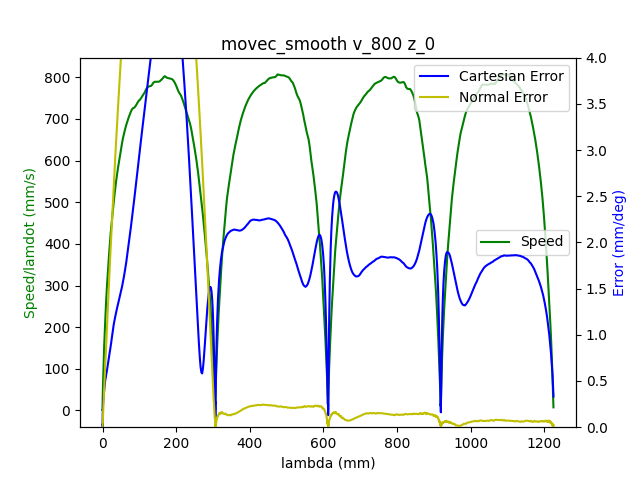 movec_smooth v_800 z_0
Speed/lamdot (mm/s)
800
700
600
500
400
300
200
100
0
Cartesian Error
Normal Error
Speed
4.0
3.5
3.0
2.5
2.0
1.5
1.0
0.5
0.0
Error (mm/deg)
0 200 400 600 800 1000 1200
lambda (mm)